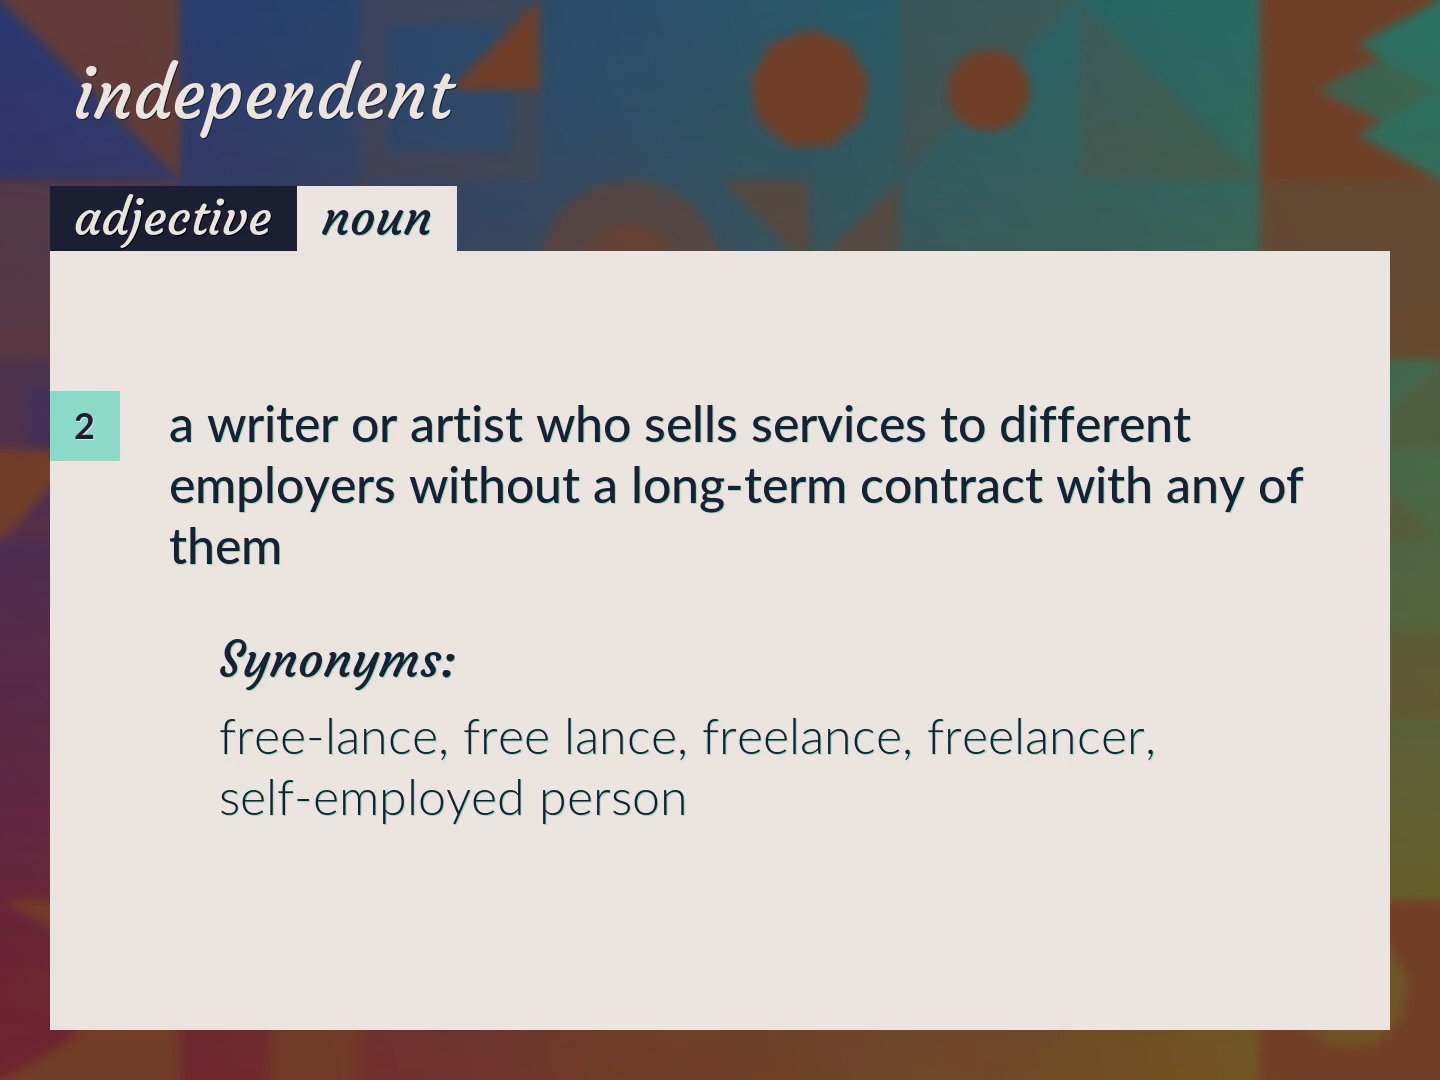 independent
adjective noun
2
a writer or artist who sells services to different
employers without a long-term contract with any of
them
Synonyms:
free-lance, free lance, freelance, freelancer,
self-employed person